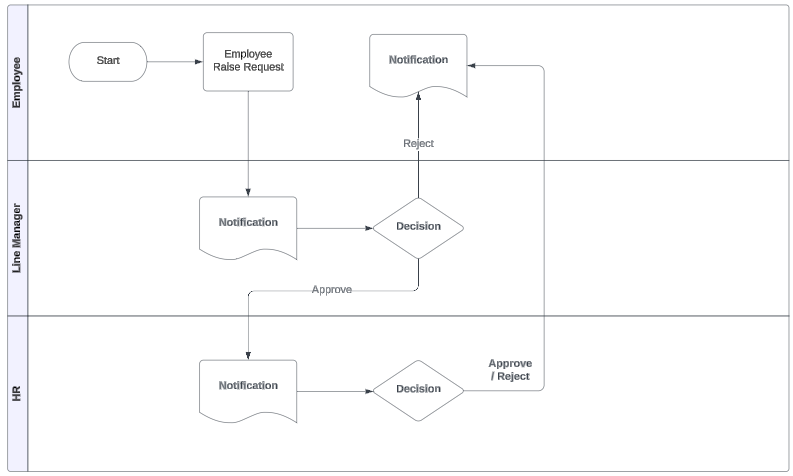 Employee
Start
Employee
Raise Request
Notification
Reject
Line Manager
Notification
Decision
Approve
HR
Notification
Decision
Approve
/ Reject